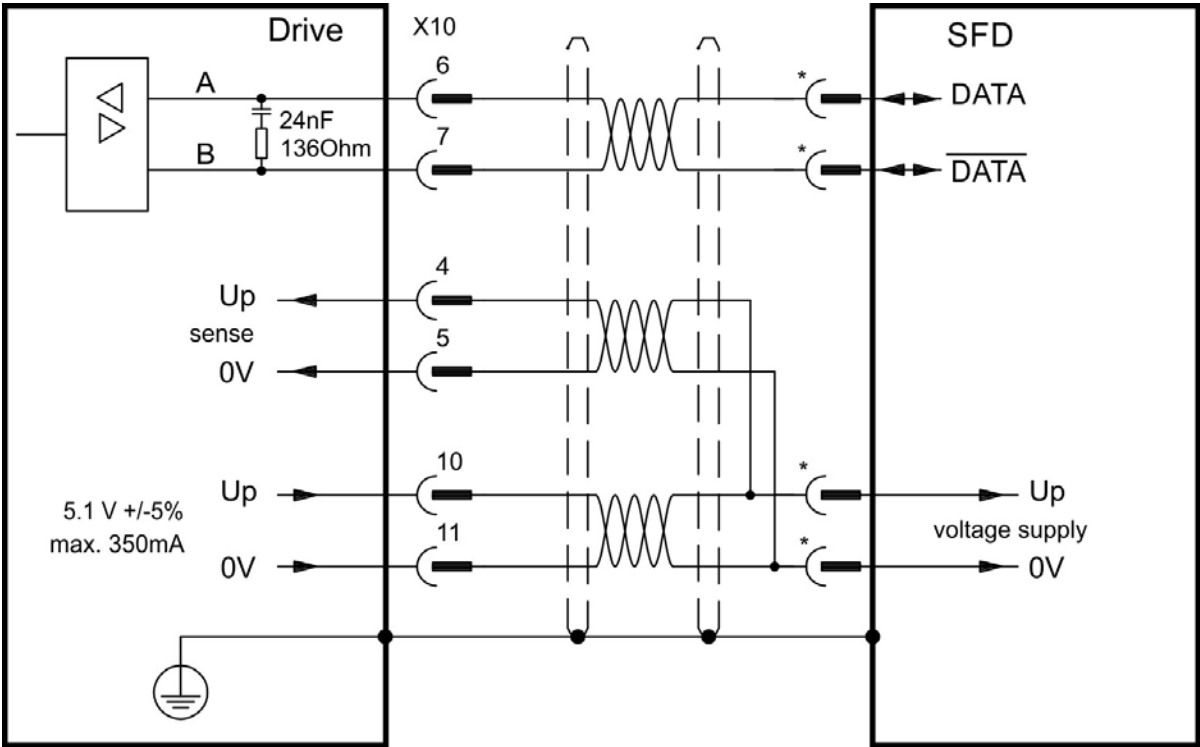 Drive
X10
SFD
6
*
A
DATA
24nF
136Ohm
7
*
B
DATA
4
Up
sense
5
0V
10
*
Up
Up
5.1 V +/-5%
max. 350mA
voltage supply
11
*
0V
0V